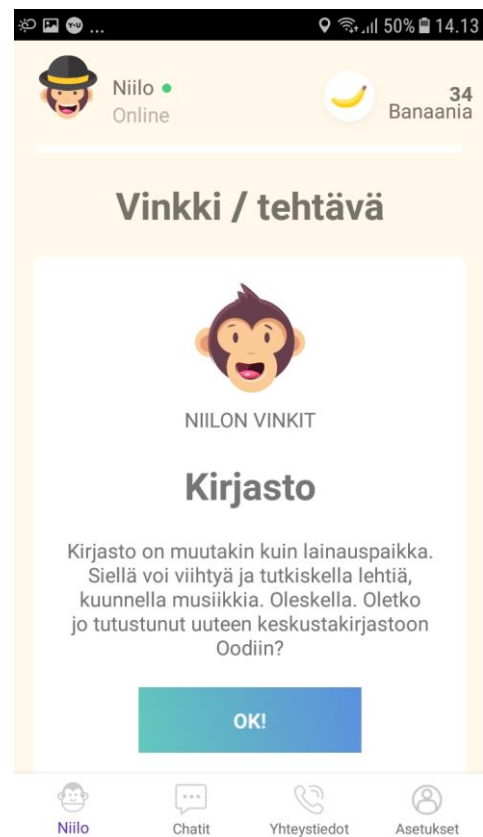 ... 50% 14.13
Niilo
Online
34
Banaania
Vinkki / tehtävä
NIILON VINKIT
Kirjasto
Kirjasto on muutakin kuin lainauspaikka.
Siellä voi viihtyä ja tutkiskella lehtiä,
kuunnella musiikkia. Oleskella. Oletko
jo tutustunut uuteen keskustakirjastoon
Oodiin?
OK!
Niilo Chatit Yhteystiedot Asetukset